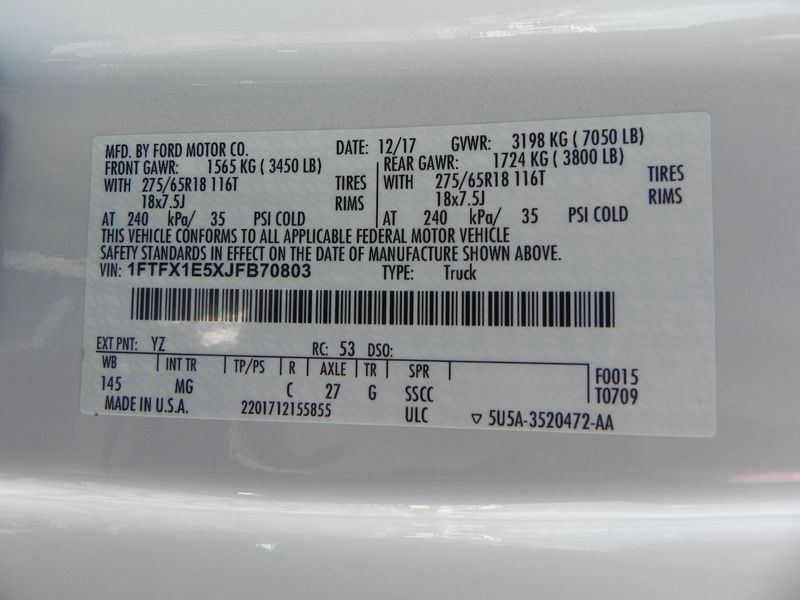 MFD. BY FORD MOTOR CO. DATE: 12/17 GVWR: 3198 KG ( 7050 LB)
FRONT GAWR: 1565 KG ( 3450 LB) REAR GAWR: 1724 KG ( 3800 LB)
WITH 275/65R18 116T TIRES WITH 275/65R18 116T TIRES
18x7.5J RIMS 18x7.5J RIMS
AT 240 kPa/ 35 PSI COLD AT 240 kPa/ 35 PSI COLD
THIS VEHICLE CONFORMS TO ALL APPLICABLE FEDERAL MOTOR VEHICLE
SAFETY STANDARDS IN EFFECT ON THE DATE OF MANUFACTURE SHOWN ABOVE.
VIN: 1FTFX1E5XJFB70803 TYPE: Truck
EXT PNT: YZ RC: 53 DSO:
WB INT TR TP/PS R AXLE TR SPR
145 MG C 27 G SSCC F0015
ULC T0709
MADE IN U.S.A. 2201712155855 ▽ 5U5A-3520472-AA